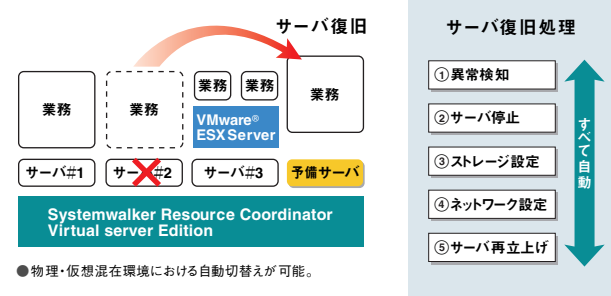 サーバ復旧
業務
業務
業務
業務
業務
VMware®
ESX Server
サーバ#1
サーバ#2
サーバ#3
予備サーバ
Systemwalker Resource Coordinator
Virtual server Edition
●物理・仮想混在環境における自動切替えが可能。
サーバ復旧処理
①異常検知
②サーバ停止
③ストレージ設定
④ネットワーク設定
⑤サーバ再立上げ
すべて自動